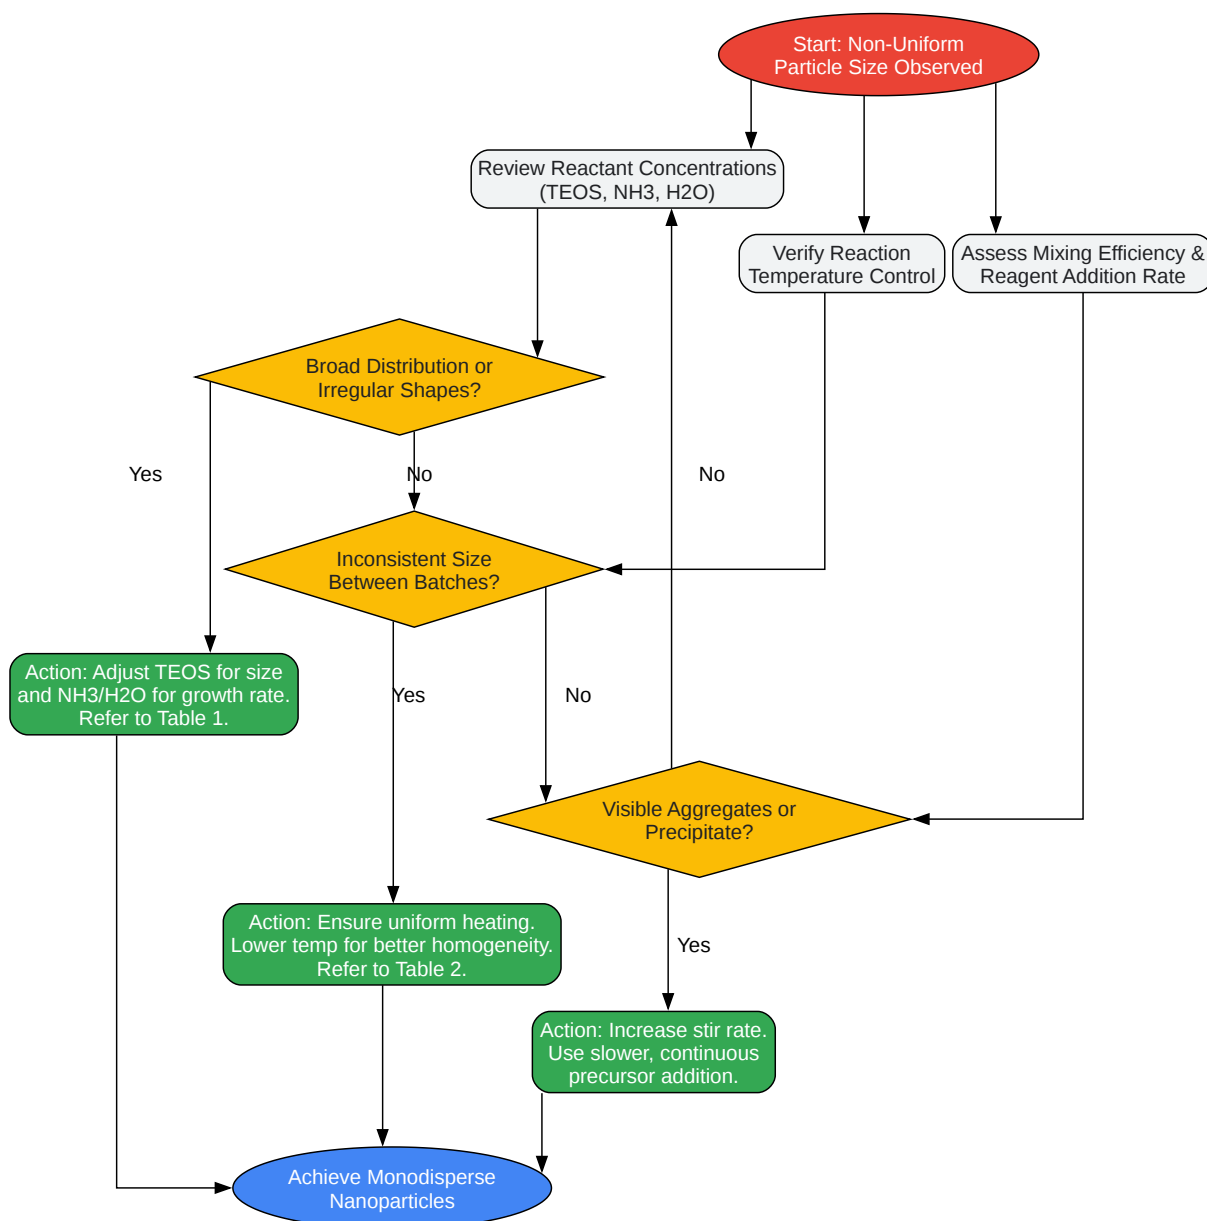 Start: Non-Uniform
Particle Size Observed
Review Reactant Concentrations
(TEOS, NH3, H2O)
Verify Reaction
Temperature Control
Assess Mixing Efficiency &
Reagent Addition Rate
Broad Distribution or
Irregular Shapes?
Yes
No
No
Inconsistent Size
Between Batches?
Action: Adjust TEOS for size
and NH3/H2O for growth rate.
Refer to Table 1.
Yes
No
Visible Aggregates or
Precipitate?
Action: Ensure uniform heating.
Lower temp for better homogeneity.
Refer to Table 2.
Yes
Action: Increase stir rate.
Use slower, continuous
precursor addition.
Achieve Monodisperse
Nanoparticles